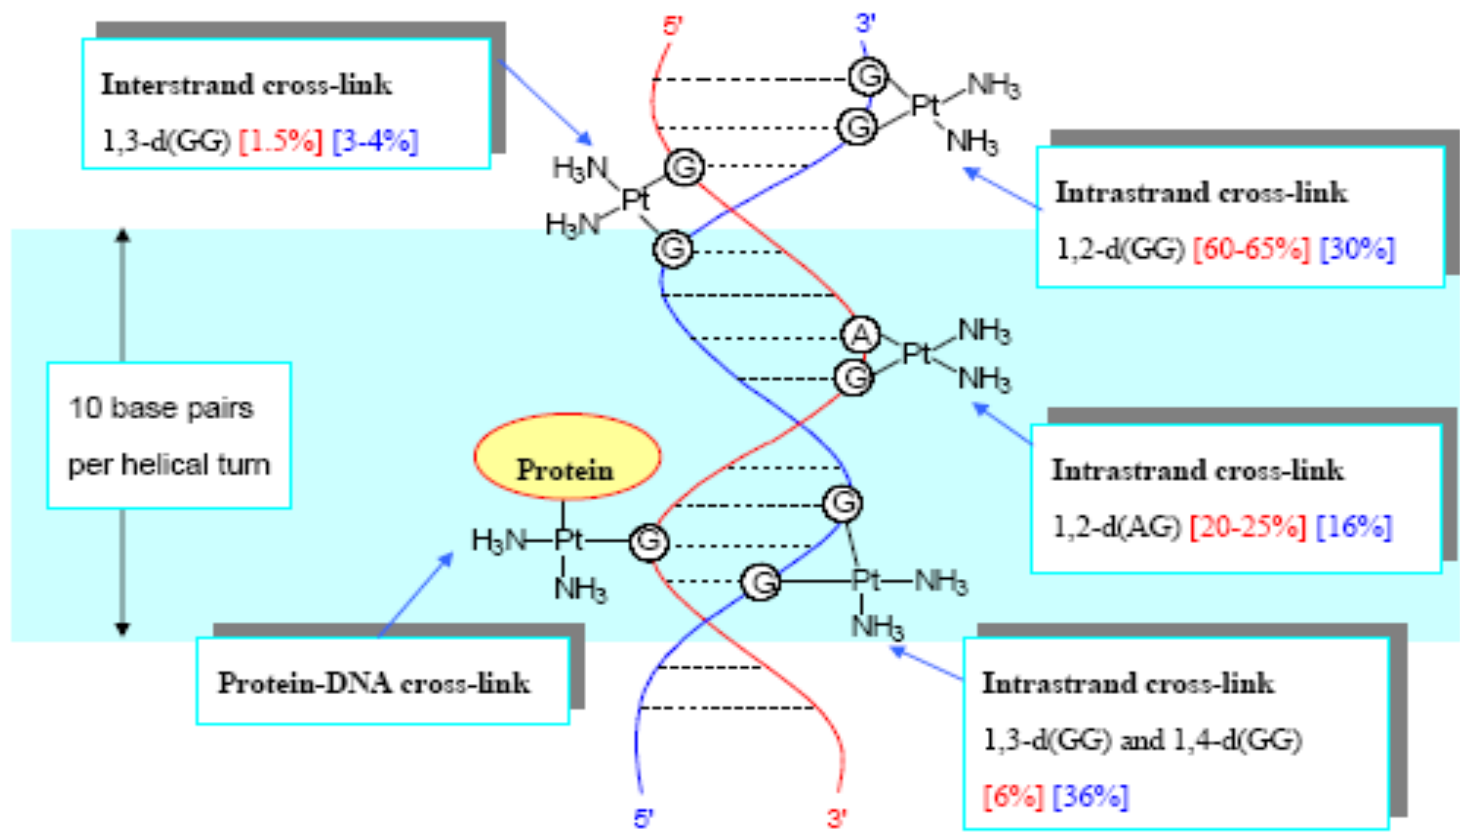 5'
3'
Interstrand cross-link
1,3-d(GG) [1.5%] [3-4%]
G
G
Pt
NH3
NH3
H3N
Pt
H3N
G
G
Intrastrand cross-link
1,2-d(GG) [60-65%] [30%]
A
G
Pt
NH3
NH3
10 base pairs
per helical turn
Intrastrand cross-link
1,2-d(AG) [20-25%] [16%]
Protein
H3N
Pt
NH3
G
G
G
Pt
NH3
NH3
Protein-DNA cross-link
Intrastrand cross-link
1,3-d(GG) and 1,4-d(GG)
[6%] [36%]
5'
3'